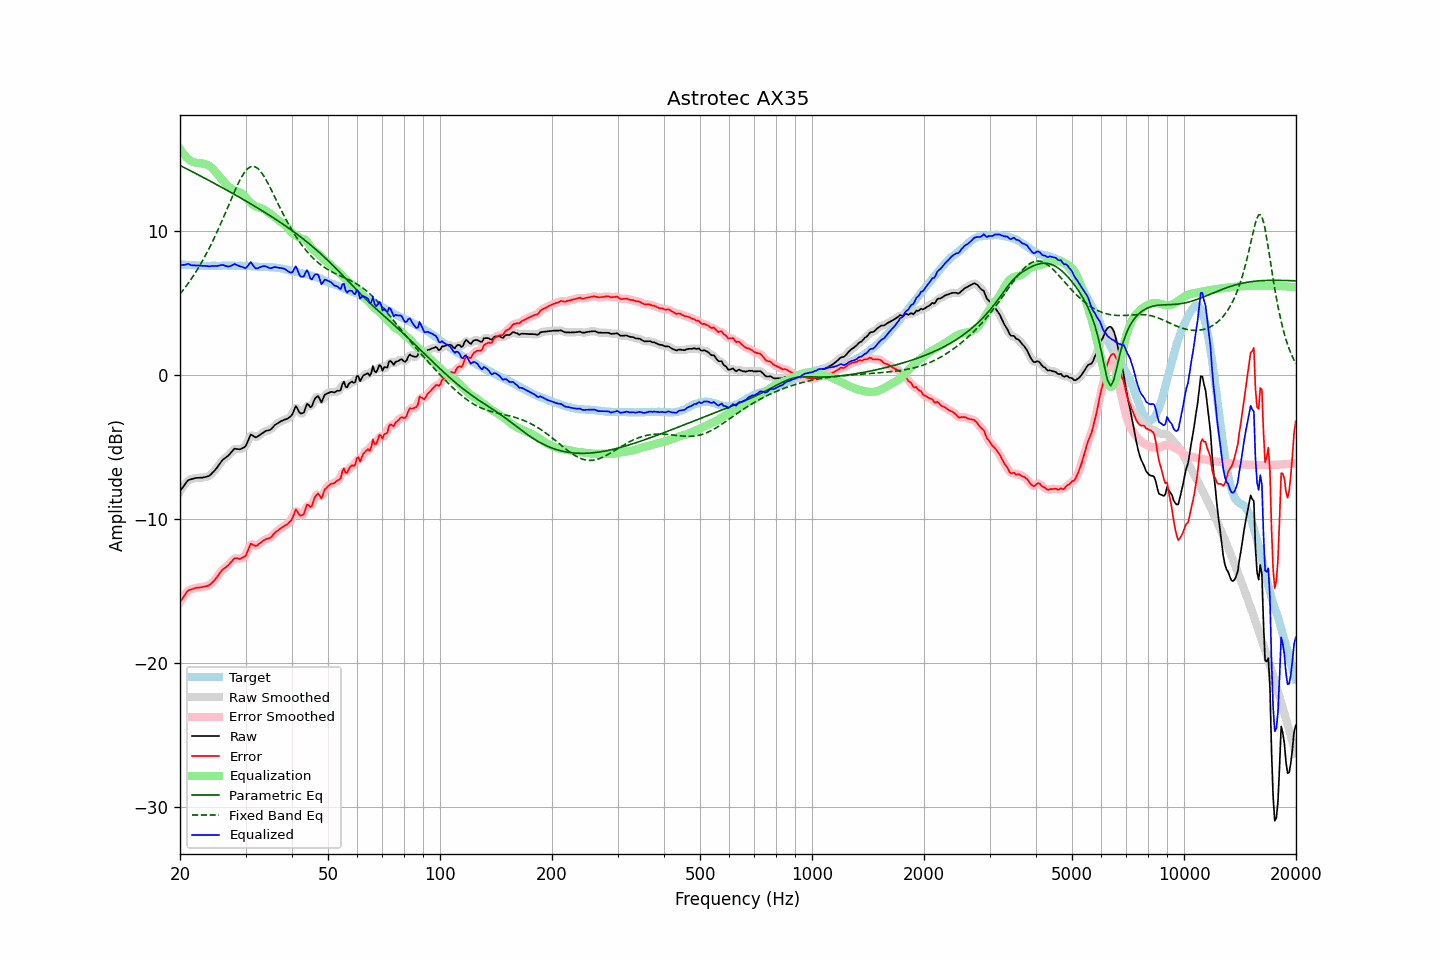 Astrotec AX35
Amplitude (dBr)
10
0
−10
−20
−30
Target
Raw Smoothed
Error Smoothed
Raw
Error
Equalization
Parametric Eq
Fixed Band Eq
Equalized
20 50 100 200 500 1000 2000 5000 10000 20000
Frequency (Hz)